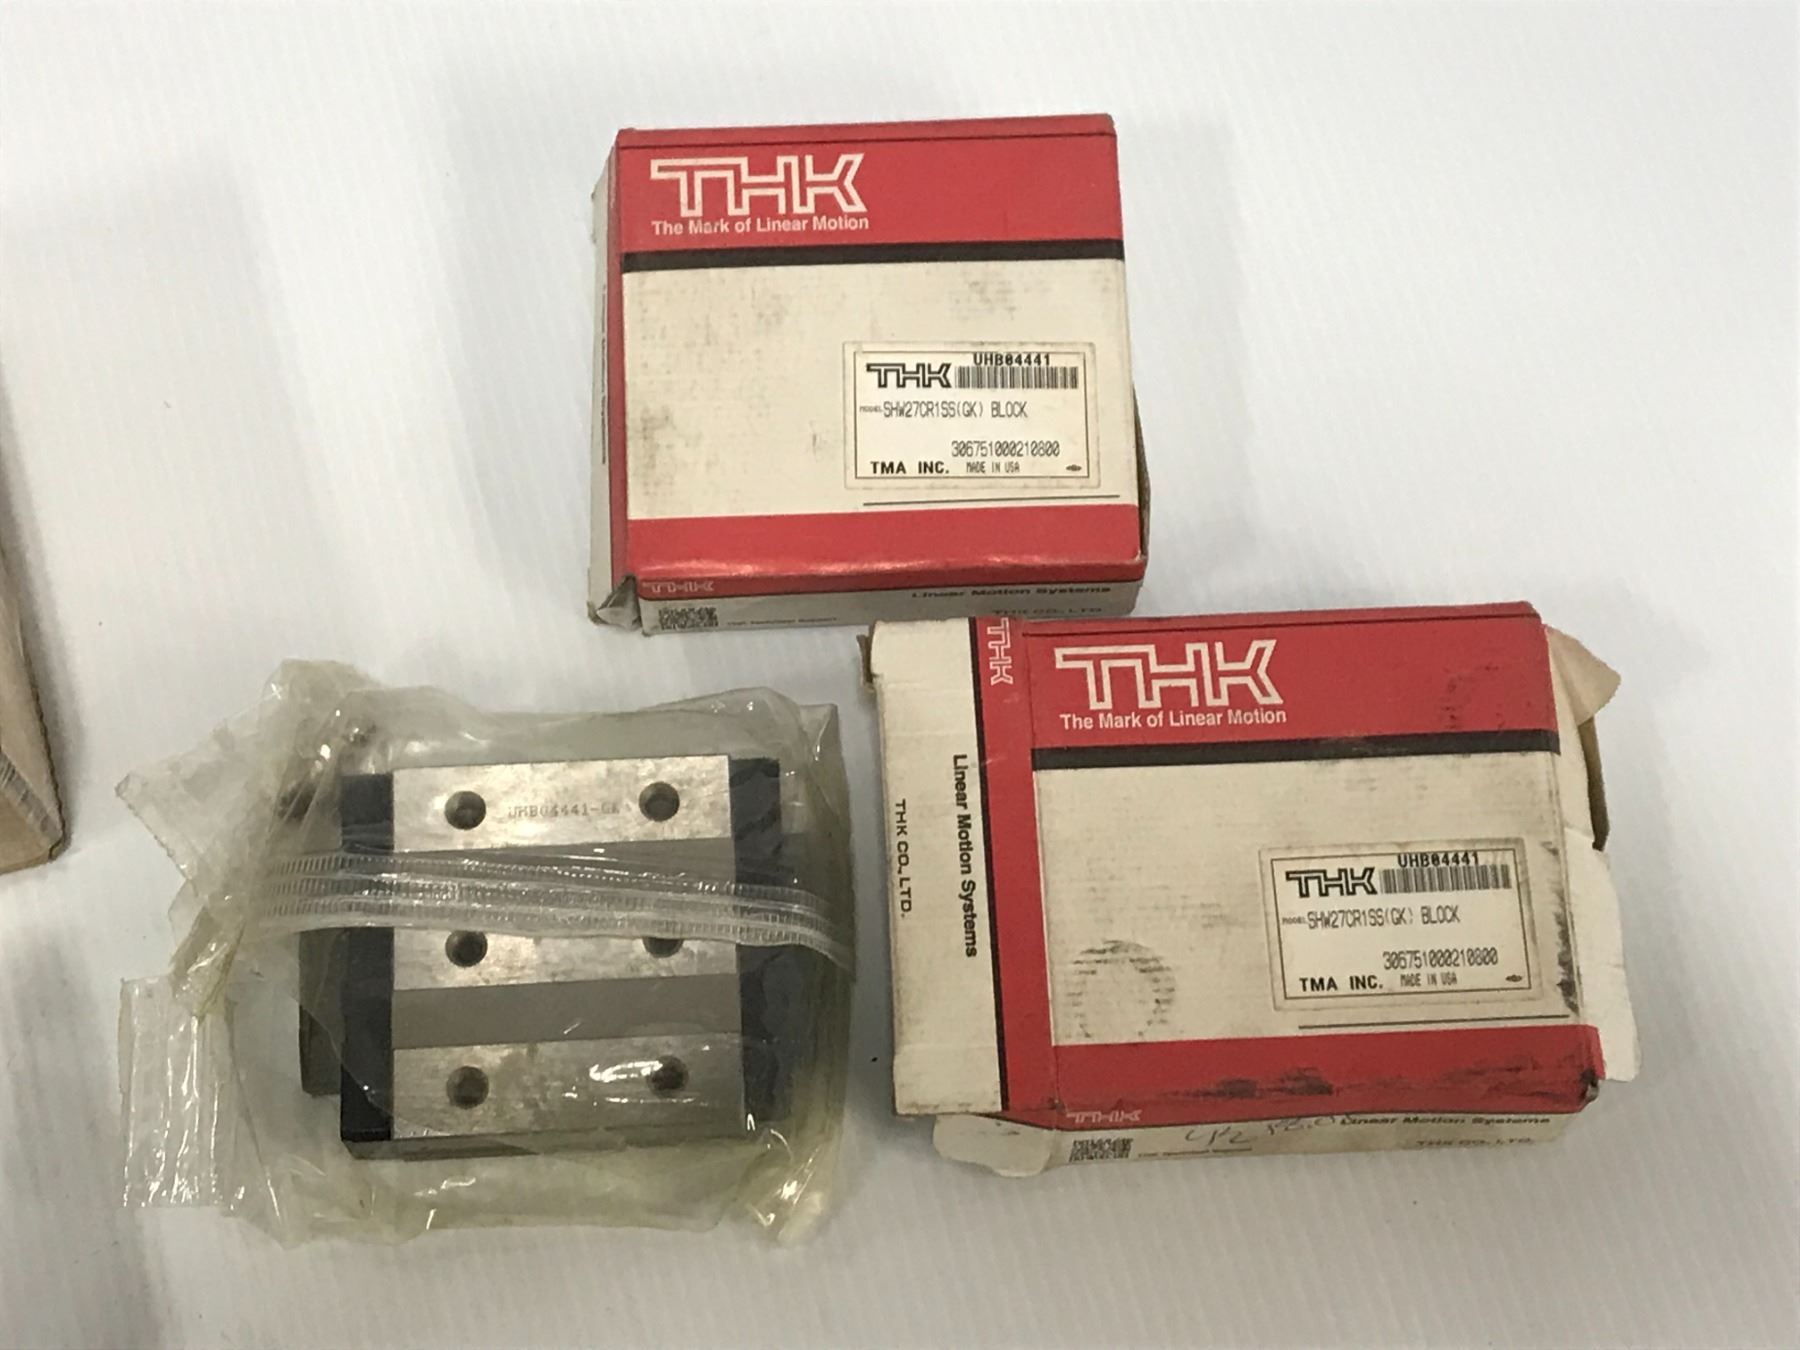 THK
The Mark of Linear Motion
UHB04441
THK
MODEL SHW27CR1SS(GK) BLOCK
306751000210800
TMA INC. MADE IN USA
THK
Linear Motion Systems
THK CO., LTD.
THK
The Mark of Linear Motion
THK
Linear Motion Systems
THK CO., LTD.
UHB04441
THK
MODEL SHW27CR1SS(GK) BLOCK
306751000210800
TMA INC. MADE IN USA
THK
Linear Motion Systems
THK CO., LTD.
UHB04441-GK